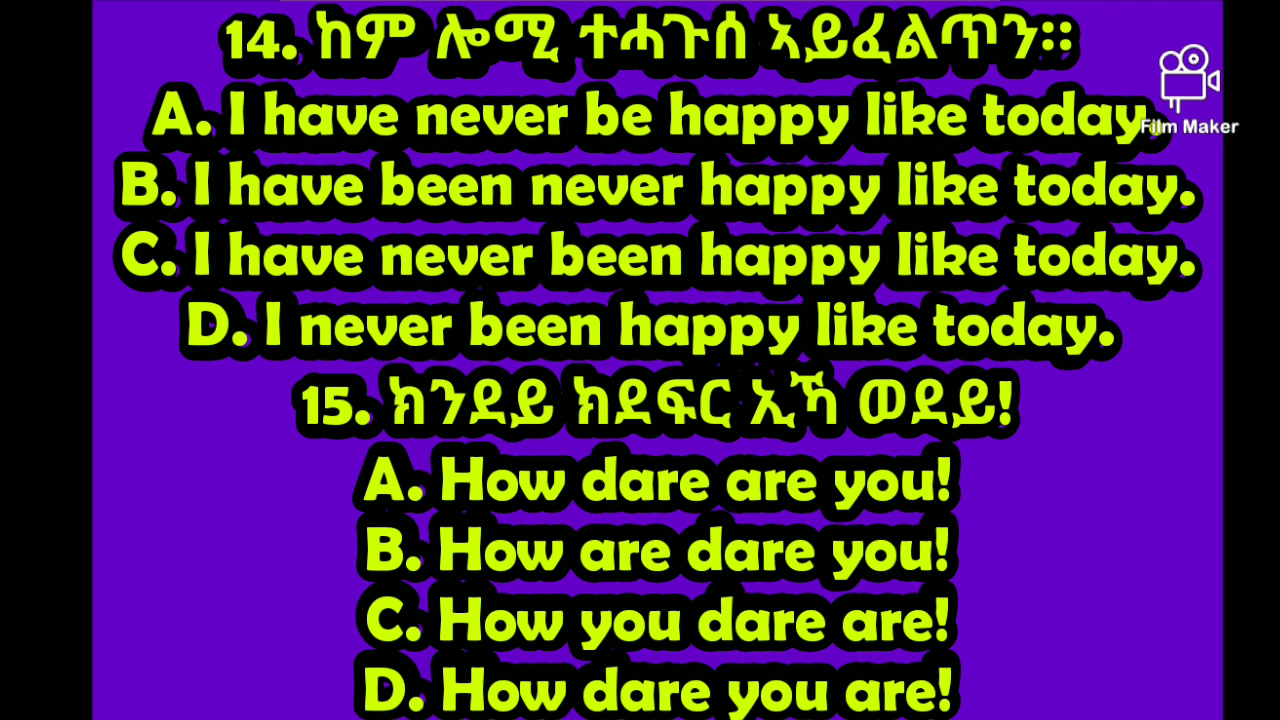 14. ከም ሎሚ ተሓጉሰ ኣይፈልጥን።
A. I have never be happy like today.
B. I have been never happy like today.
C. I have never been happy like today.
D. I never been happy like today.
15. ክንደይ ክደፍር ኢኻ ወደይ!
A. How dare are you!
B. How are dare you!
C. How you dare are!
D. How dare you are!
Film Maker